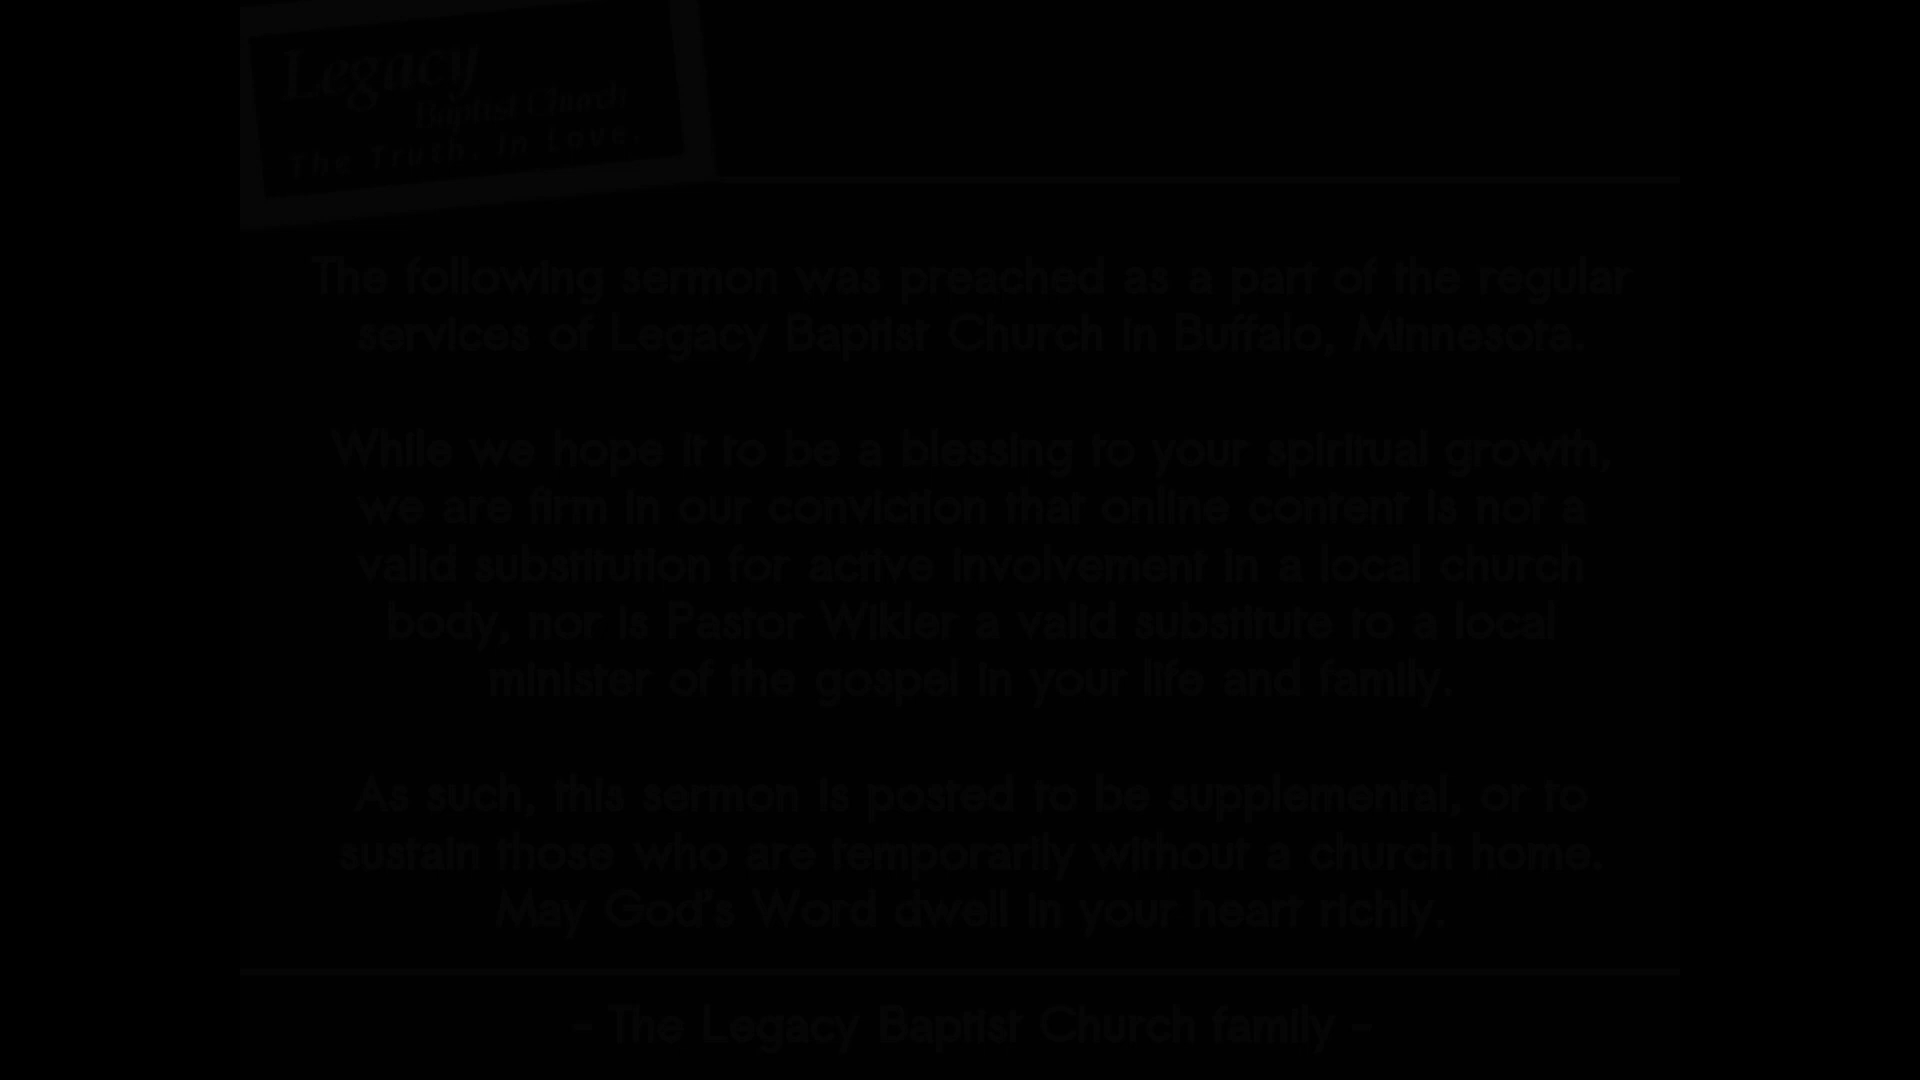 Legacy
Baptist Church
The Truth. In Love.
The following sermon was preached as a part of the regular
services of Legacy Baptist Church in Buffalo, Minnesota.
While we hope it to be a blessing to your spiritual growth,
we are firm in our conviction that online content is not a
valid substitution for active involvement in a local church
body, nor is Pastor Wikler a valid substitute to a local
minister of the gospel in your life and family.
As such, this sermon is posted to be supplemental, or to
sustain those who are temporarily without a church home.
May God's Word dwell in your heart richly.
- The Legacy Baptist Church family -